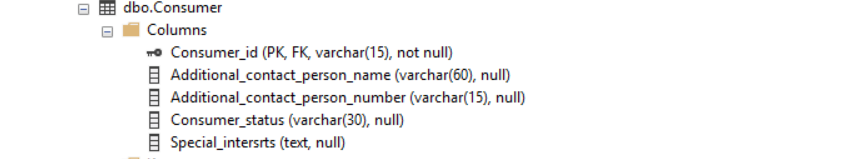 dbo.Consumer
Columns
Consumer_id (PK, FK, varchar(15), not null)
Additional_contact_person_name (varchar(60), null)
Additional_contact_person_number (varchar(15), null)
Consumer_status (varchar(30), null)
Special_intersrts (text, null)